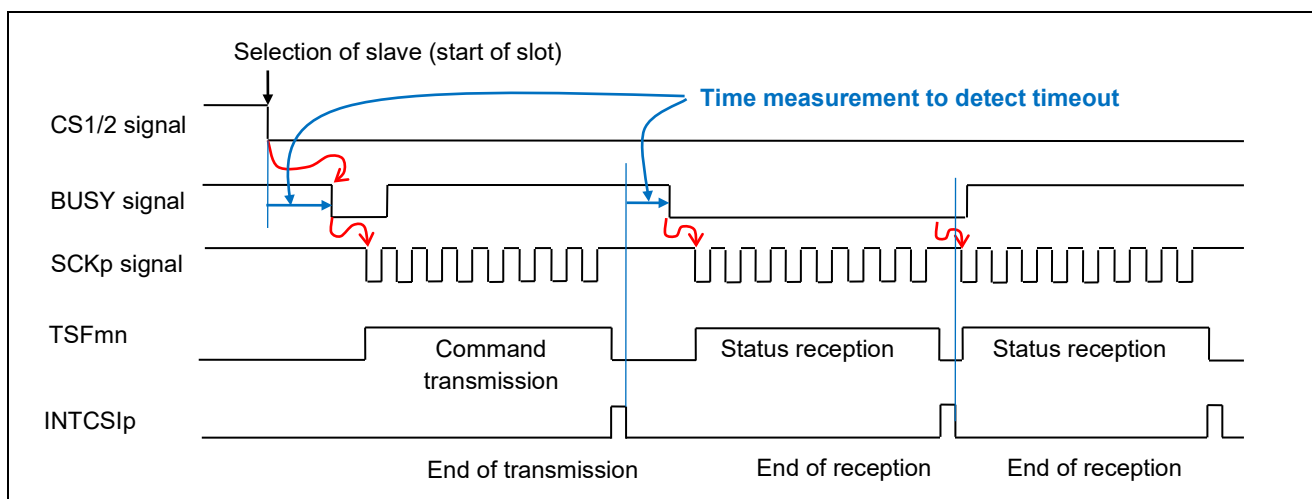 Selection of slave (start of slot)
Time measurement to detect timeout
CS1/2 signal
BUSY signal
SCKp signal
TSFmn
Command
transmission
Status reception
Status reception
INTCSIp
End of transmission
End of reception
End of reception